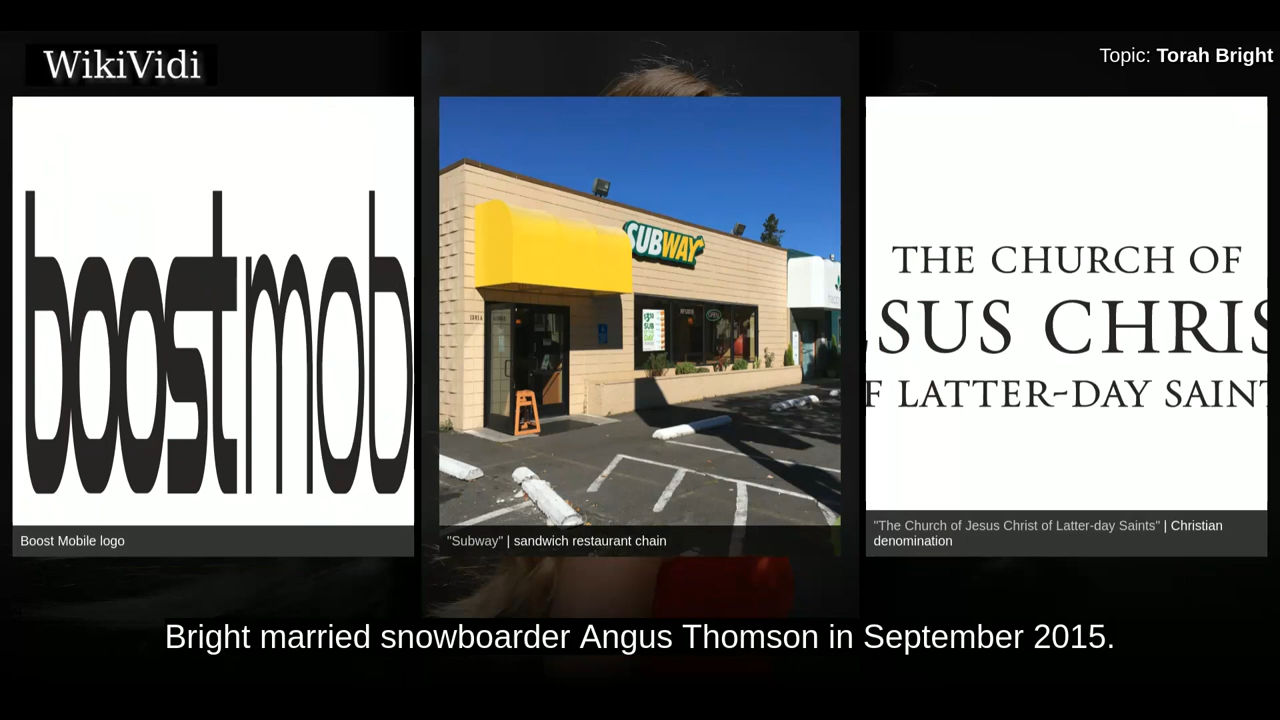 WikiVidi
Topic: Torah Bright
boostmob
SUBWAY
OPEN
THE CHURCH OF
ESUS CHRIS
F LATTER-DAY SAINT
Boost Mobile logo
"Subway" | sandwich restaurant chain
"The Church of Jesus Christ of Latter-day Saints" | Christian
denomination
Bright married snowboarder Angus Thomson in September 2015.